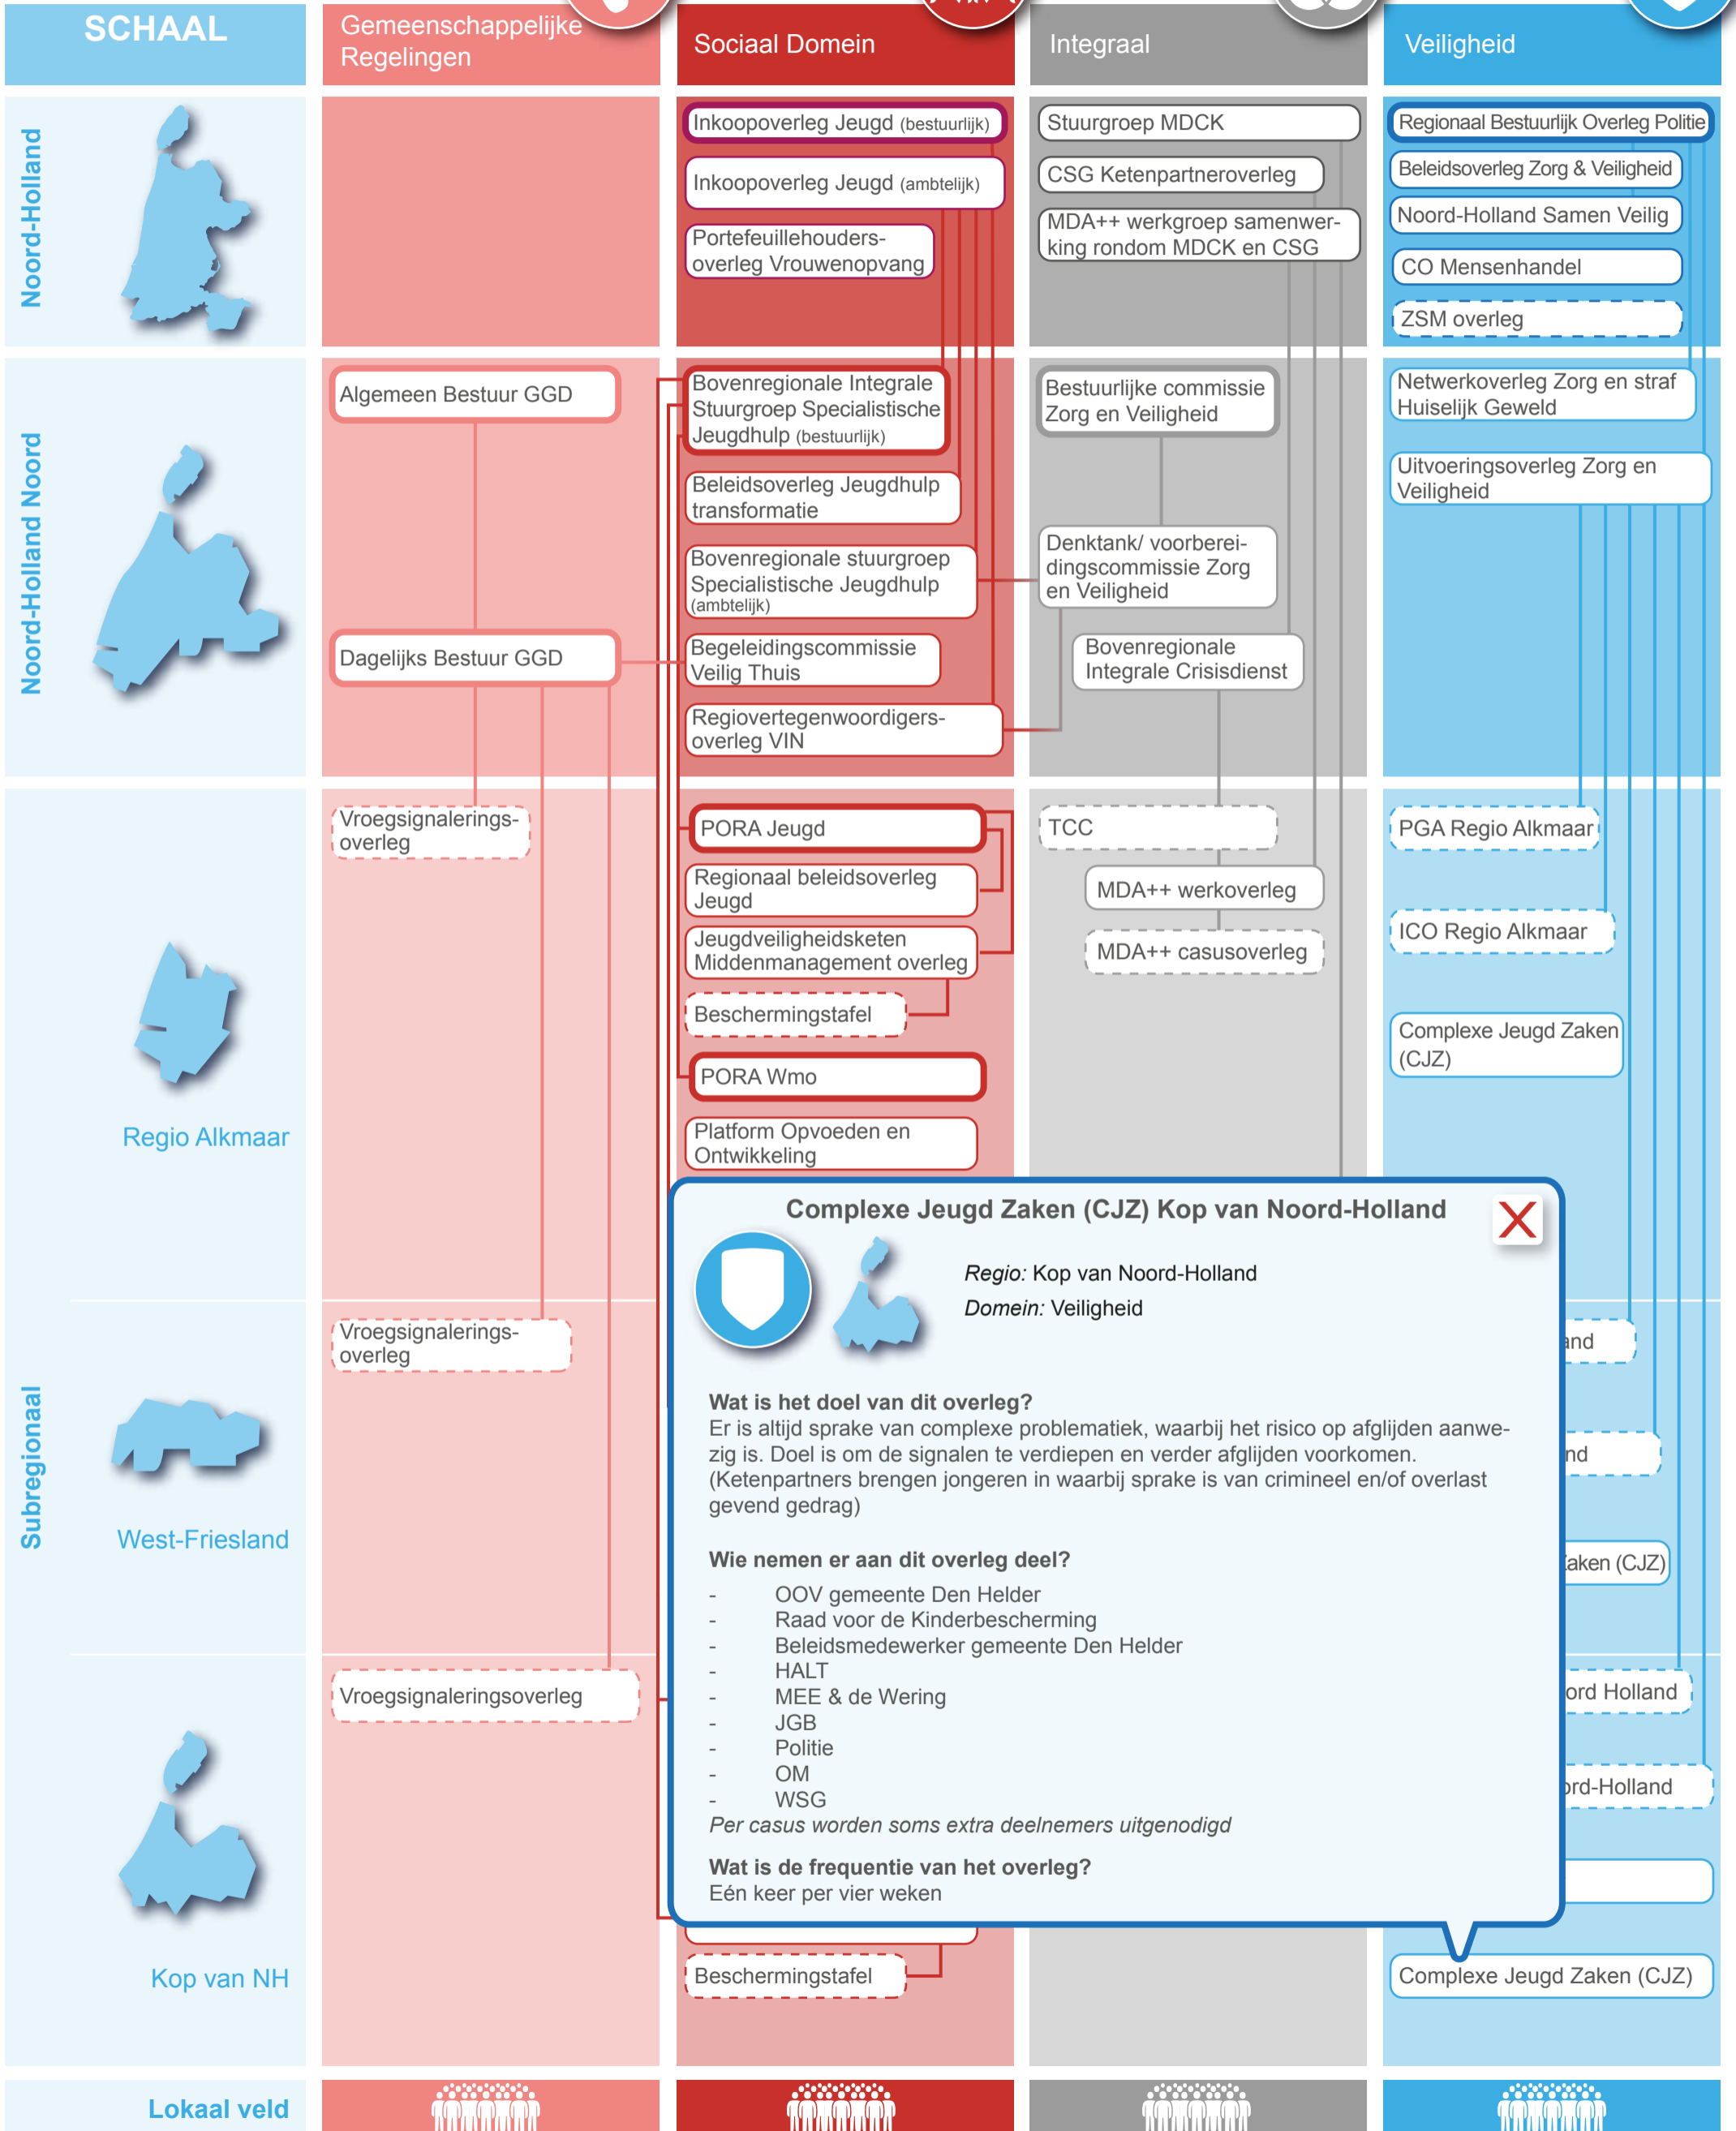 SCHAAL
Gemeenschappelijke
Regelingen
Sociaal Domein
Integraal
Veiligheid
Noord-Holland
Inkoopoverleg Jeugd (bestuurlijk)
Inkoopoverleg Jeugd (ambtelijk)
Portefeuillehouders-
overleg Vrouwenopvang
Stuurgroep MDCK
CSG Ketenpartneroverleg
MDA++ werkgroep samenwer-
king rondom MDCK en CSG
Regionaal Bestuurlijk Overleg Politie
Beleidsoverleg Zorg & Veiligheid
Noord-Holland Samen Veilig
CO Mensenhandel
ZSM overleg
Noord-Holland Noord
Algemeen Bestuur GGD
Dagelijks Bestuur GGD
Bovenregionale Integrale
Stuurgroep Specialistische
Jeugdhulp (bestuurlijk)
Beleidsoverleg Jeugdhulp
transformatie
Bovenregionale stuurgroep
Specialistische Jeugdhulp
(ambtelijk)
Begeleidingscommissie
Veilig Thuis
Regiovertegenwoordigers-
overleg VIN
Bestuurlijke commissie
Zorg en Veiligheid
Denktank/ voorberei-
dingscommissie Zorg
en Veiligheid
Bovenregionale
Integrale Crisisdienst
Netwerkoverleg Zorg en straf
Huiselijk Geweld
Uitvoeringsoverleg Zorg en
Veiligheid
Subregionaal
Regio Alkmaar
Vroegsignalerings-
overleg
PORA Jeugd
Regionaal beleidsoverleg
Jeugd
Jeugdveiligheidsketen
Middenmanagement overleg
Beschermingstafel
PORA Wmo
Platform Opvoeden en
Ontwikkeling
TCC
MDA++ werkoverleg
MDA++ casusoverleg
PGA Regio Alkmaar
ICO Regio Alkmaar
Complexe Jeugd Zaken
(CJZ)
West-Friesland
Vroegsignalerings-
overleg
and
nd
aken (CJZ)
Kop van NH
Vroegsignaleringsoverleg
ord Holland
ord-Holland
Beschermingstafel
Complexe Jeugd Zaken (CJZ)
Complexe Jeugd Zaken (CJZ) Kop van Noord-Holland
X
Regio: Kop van Noord-Holland
Domein: Veiligheid
Wat is het doel van dit overleg?
Er is altijd sprake van complexe problematiek, waarbij het risico op afglijden aanwe-
zig is. Doel is om de signalen te verdiepen en verder afglijden voorkomen.
(Ketenpartners brengen jongeren in waarbij sprake is van crimineel en/of overlast
gevend gedrag)
Wie nemen er aan dit overleg deel?
- OOV gemeente Den Helder
- Raad voor de Kinderbescherming
- Beleidsmedewerker gemeente Den Helder
- HALT
- MEE & de Wering
- JGB
- Politie
- OM
- WSG
Per casus worden soms extra deelnemers uitgenodigd
Wat is de frequentie van het overleg?
Eén keer per vier weken
Lokaal veld